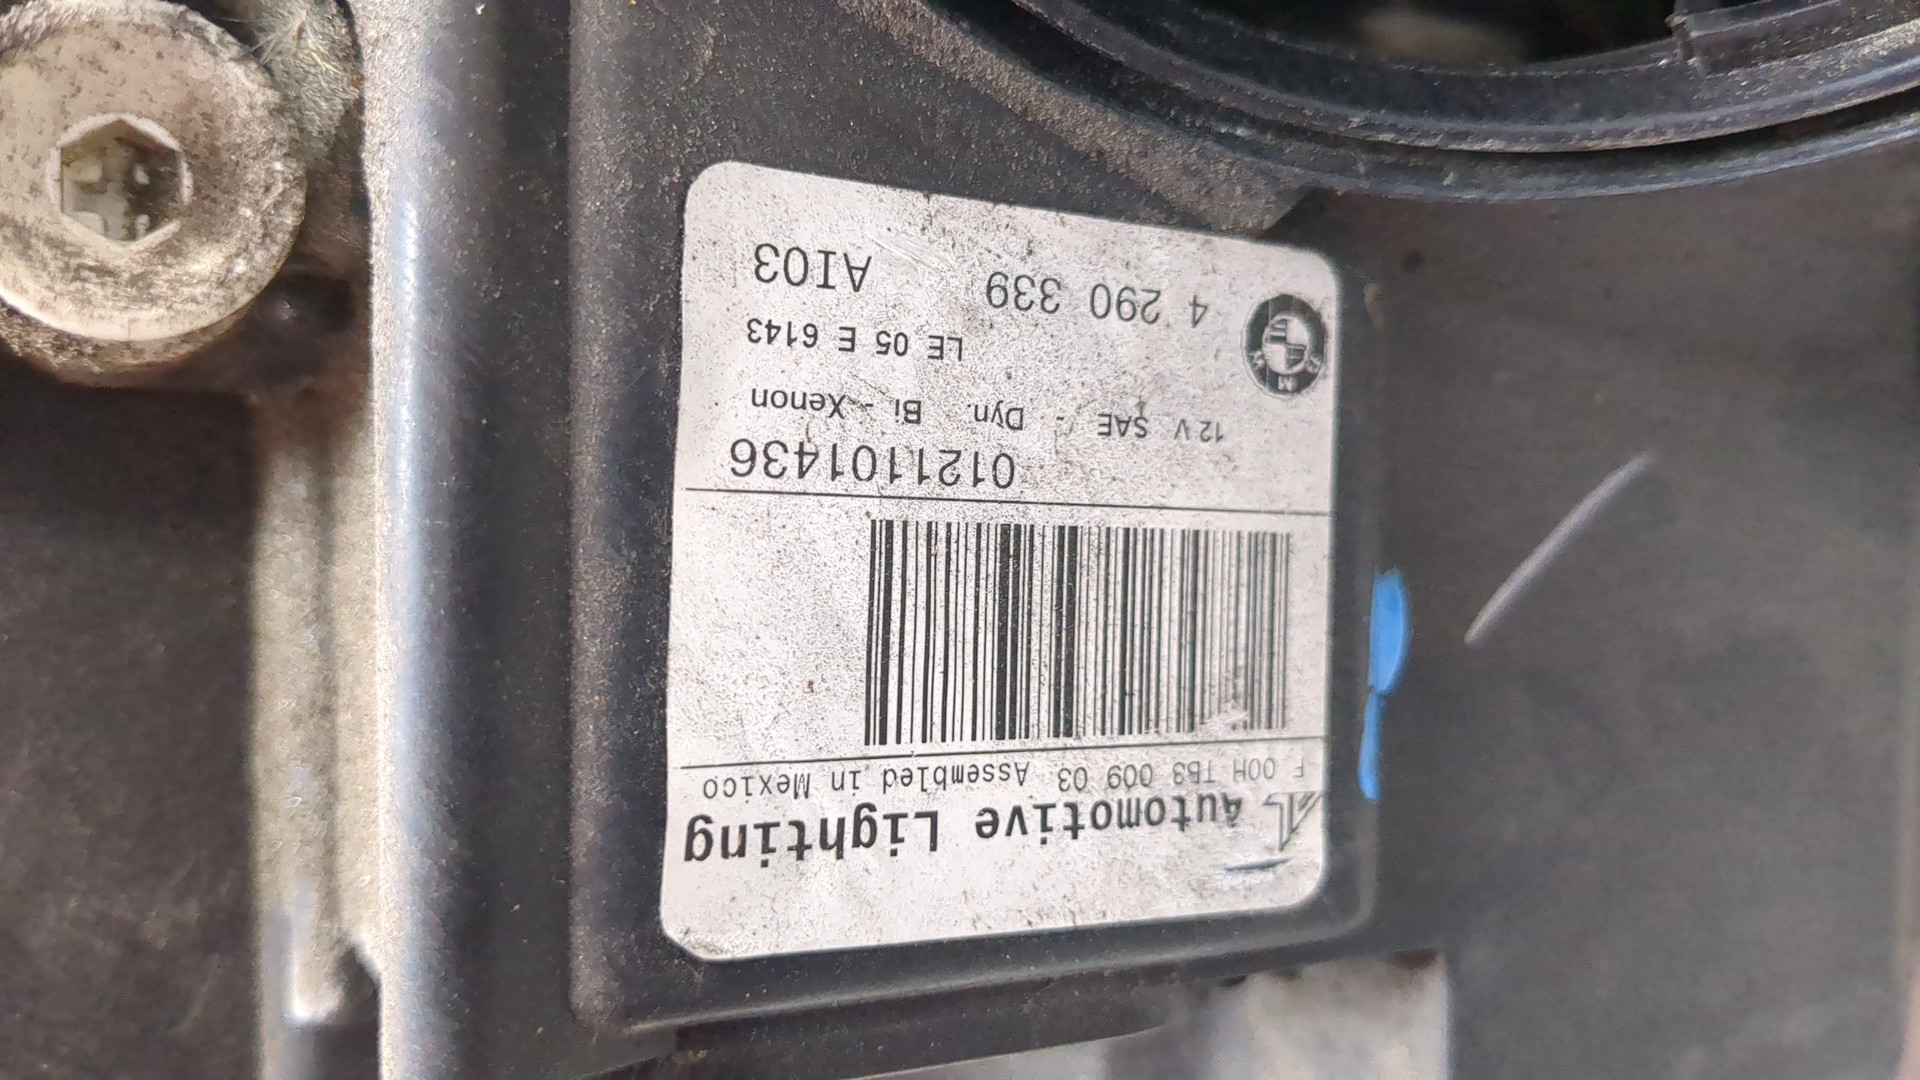 Automotive Lighting
F 00H TB3 009 03 Assembled in Mexico
0121101436
12 V SAE - Dyn. Bi - Xenon
LE 05 E 6143
4 290 339 AI03
BMW